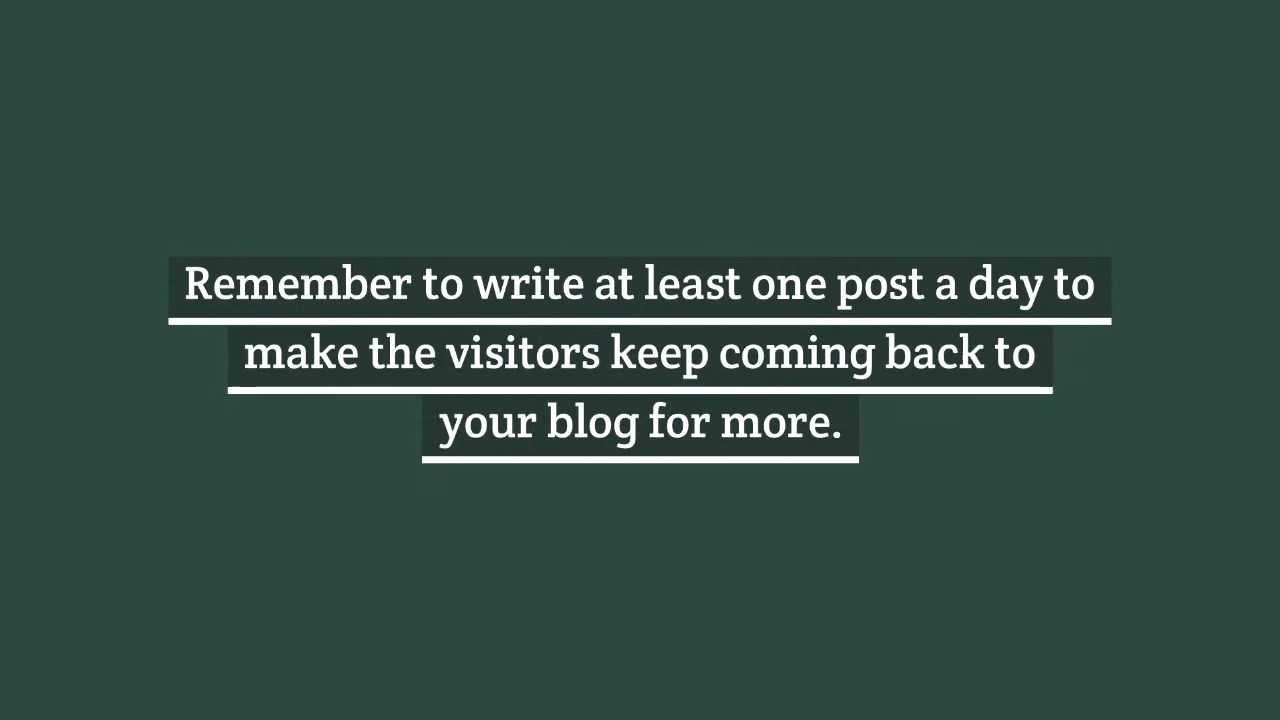 Remember to write at least one post a day to
make the visitors keep coming back to
your blog for more.